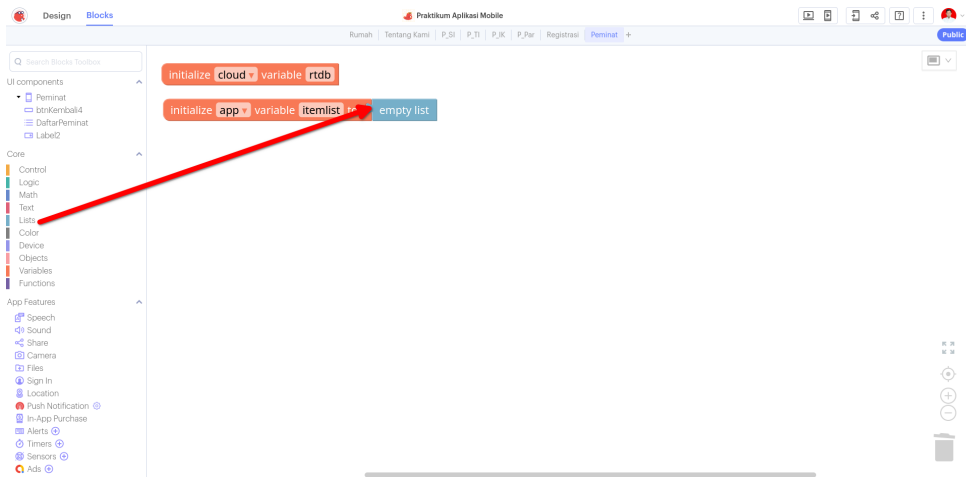 Design Blocks Praktikum Aplikasi Mobile
Rumah Tentang Kami P_SI P_TI P_IK P_Par Registrasi Peminat +
Public
Search Blocks Toolbox
UI components
Peminat
btnKembali4
DaftarPeminat
Label2
Core
Control
Logic
Math
Text
Lists
Color
Device
Objects
Variables
Functions
App Features
Speech
Sound
Share
Camera
Files
Sign In
Location
Push Notification
In-App Purchase
Alerts
Timers
Sensors
Ads
initialize cloud variable rtdb
initialize app variable itemlist empty list